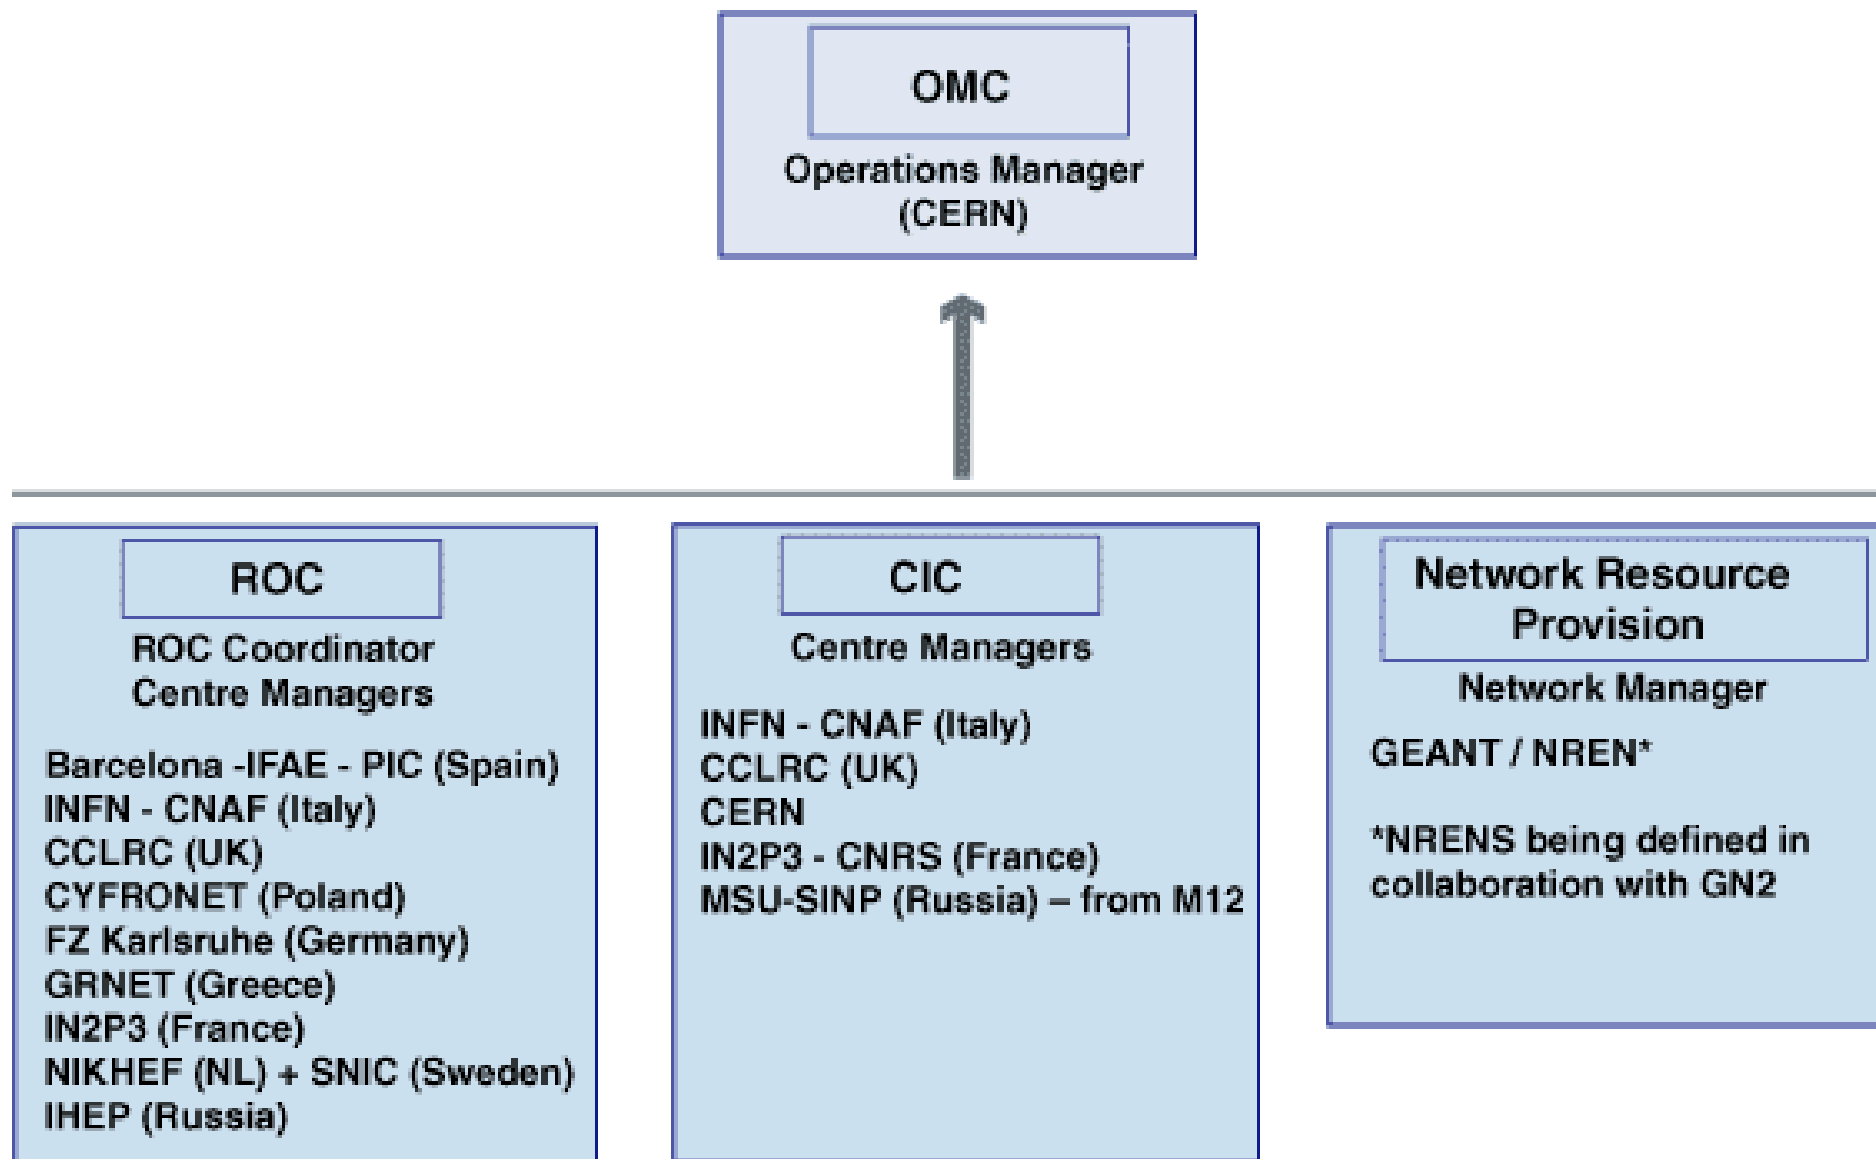 OMC
Operations Manager
(CERN)
ROC
ROC Coordinator
Centre Managers
Barcelona -IFAE - PIC (Spain)
INFN - CNAF (Italy)
CCLRC (UK)
CYFRONET (Poland)
FZ Karlsruhe (Germany)
GRNET (Greece)
IN2P3 (France)
NIKHEF (NL) + SNIC (Sweden)
IHEP (Russia)
CIC
Centre Managers
INFN - CNAF (Italy)
CCLRC (UK)
CERN
IN2P3 - CNRS (France)
MSU-SINP (Russia) – from M12
Network Resource
Provision
Network Manager
GEANT / NREN*
*NRENS being defined in
collaboration with GN2